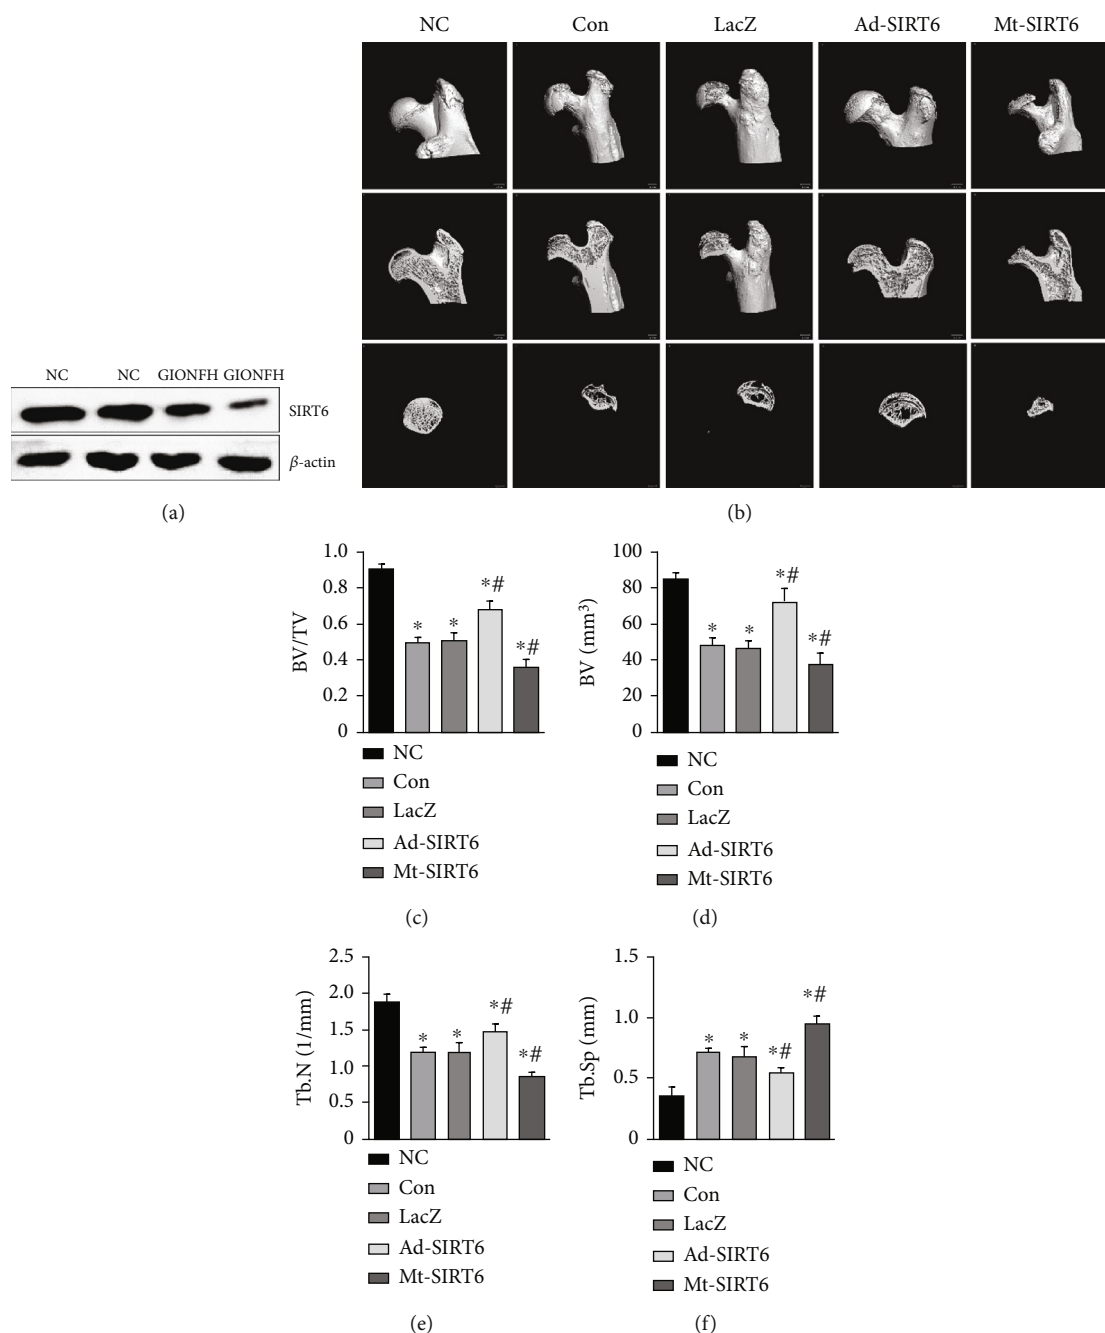 NC Con LacZ Ad-SIRT6 Mt-SIRT6
NC NC GIONFH GIONFH
SIRT6
β-actin
(a)
(b)
1.0
0.8
0.6
0.4
0.2
0
BV/TV
*
*
*#
*#
NC
Con
LacZ
Ad-SIRT6
Mt-SIRT6
(c)
100
80
60
40
20
0
BV (mm³)
*
*
*#
*#
NC
Con
LacZ
Ad-SIRT6
Mt-SIRT6
(d)
2.5
2.0
1.5
1.0
0.5
0
Tb.N (1/mm)
*
*
*#
*#
NC
Con
LacZ
Ad-SIRT6
Mt-SIRT6
(e)
1.5
1.0
0.5
0
Tb.Sp (mm)
*
*
*#
*#
NC
Con
LacZ
Ad-SIRT6
Mt-SIRT6
(f)